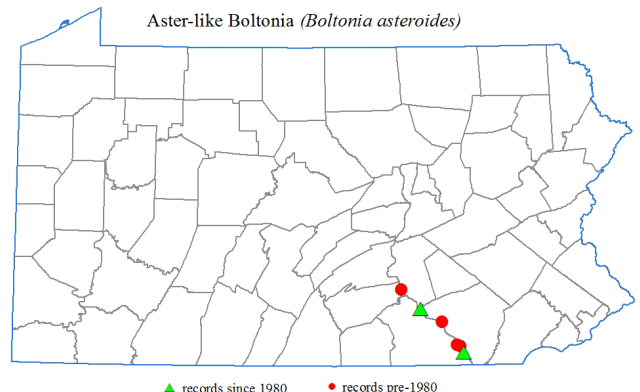 Aster-like Boltonia (Boltonia asteroides)
records since 1980
records pre-1980